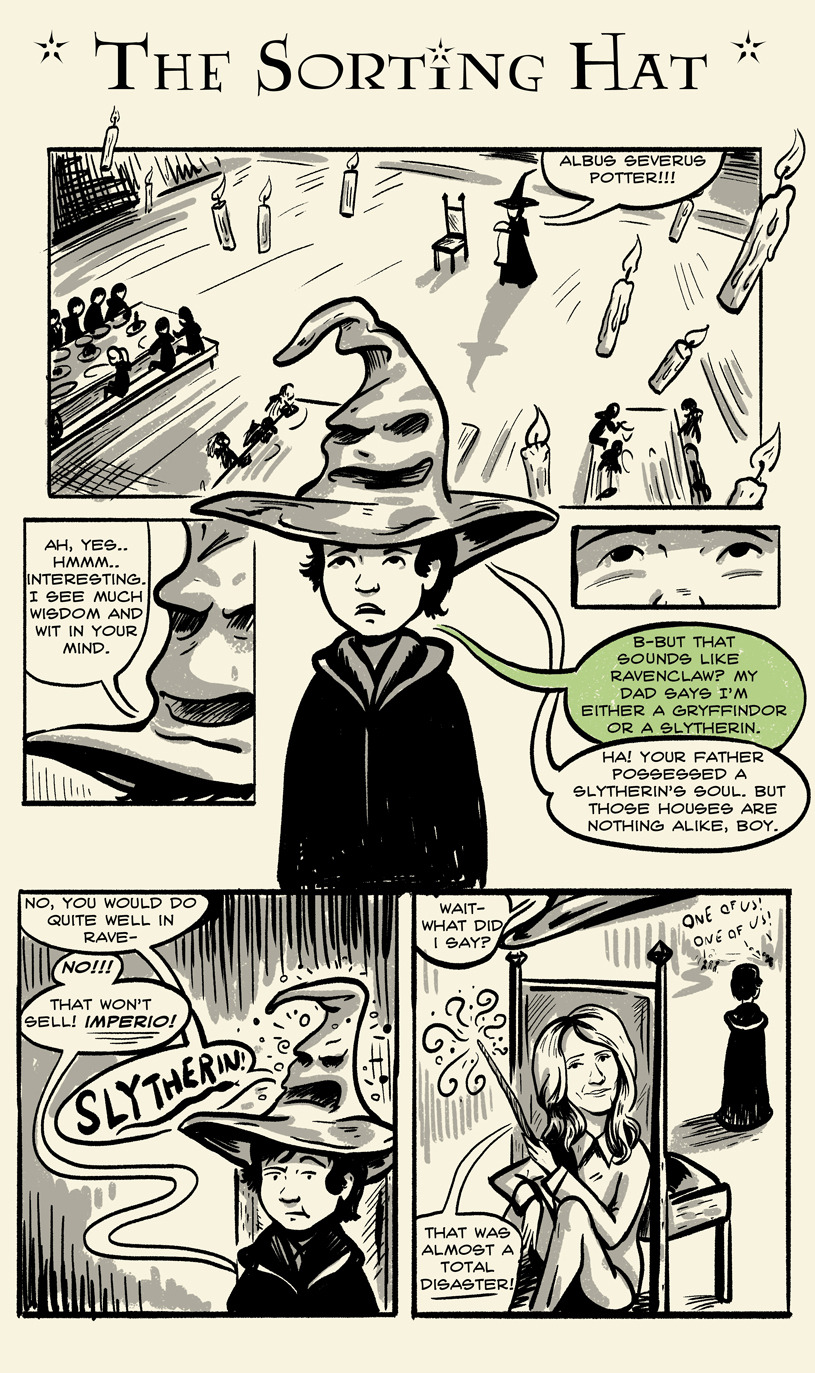 THE SORTING HAT
ALBUS SEVERUS
POTTER!!!
AH, YES..
HMMM..
INTERESTING.
I SEE MUCH
WISDOM AND
WIT IN YOUR
MIND.
B-BUT THAT
SOUNDS LIKE
RAVENCLAW? MY
DAD SAYS I'M
EITHER A GRYFFINDOR
OR A SLYTHERIN.
HA! YOUR FATHER
POSSESSED A
SLYTHERIN'S SOUL. BUT
THOSE HOUSES ARE
NOTHING ALIKE, BOY.
NO, YOU WOULD DO
QUITE WELL IN
RAVE-
NO!!!
THAT WON'T
SELL! IMPERIO!
SLYTHERIN!
WAIT-
WHAT DID
I SAY?
ONE OF US!
ONE OF US!
THAT WAS
ALMOST A
TOTAL
DISASTER!